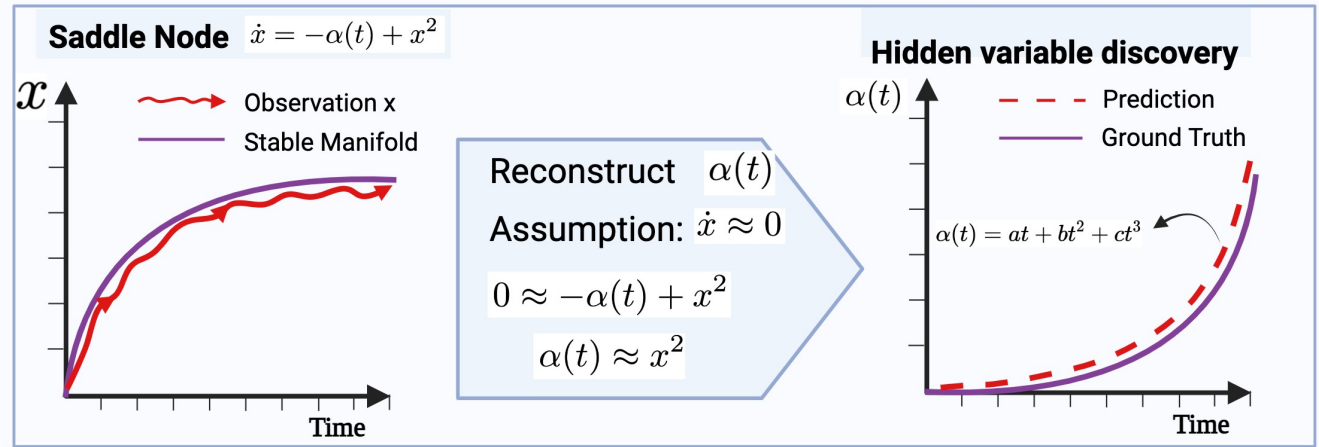 Saddle Node ẋ = −α(t) + x²
x
Observation x
Stable Manifold
Time
Reconstruct α(t)
Assumption: ẋ ≈ 0
0 ≈ −α(t) + x²
α(t) ≈ x²
Hidden variable discovery
α(t)
Prediction
Ground Truth
α(t) = at + bt² + ct³
Time